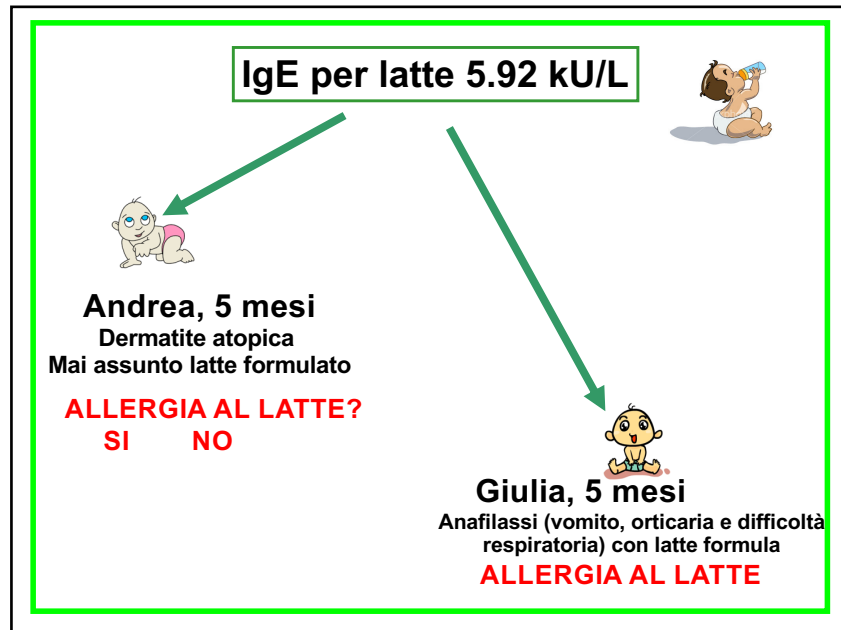 IgE per latte 5.92 kU/L
Andrea, 5 mesi
Dermatite atopica
Mai assunto latte formulato
ALLERGIA AL LATTE?
SI NO
Giulia, 5 mesi
Anafilassi (vomito, orticaria e difficoltà
respiratoria) con latte formula
ALLERGIA AL LATTE